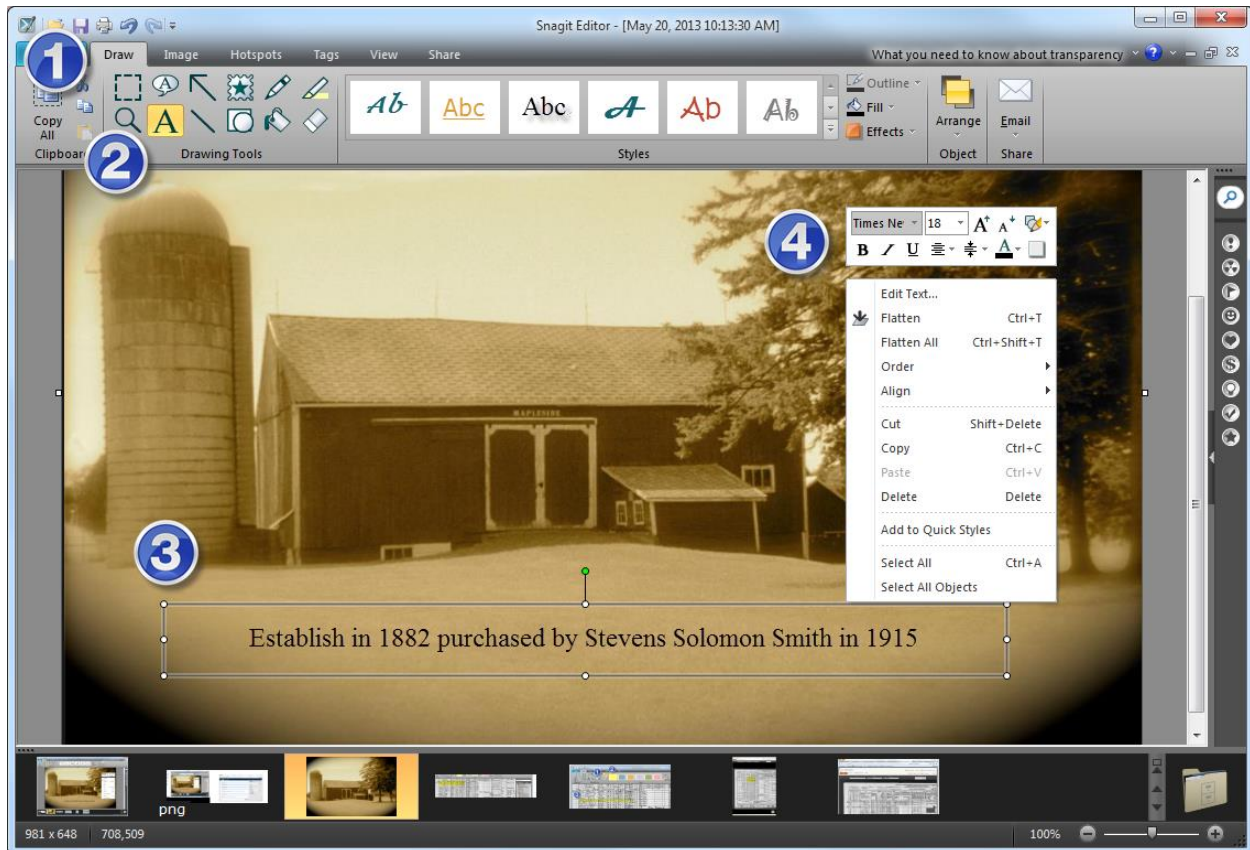 Snagit Editor - [May 20, 2013 10:13:30 AM]
Draw Image Hotspots Tags View Share What you need to know about transparency
1
Copy All
Ab Abc Abc A Ab Ab
Outline
Fill
Effects
Arrange
Email
2
Clipboard Drawing Tools Styles Object Share
4
Times Ne 18
B I U A
Edit Text...
Flatten Ctrl+T
Flatten All Ctrl+Shift+T
Order
Align
Cut Shift+Delete
Copy Ctrl+C
Paste Ctrl+V
Delete Delete
Add to Quick Styles
Select All Ctrl+A
Select All Objects
MAPLESIDE
3
Establish in 1882 purchased by Stevens Solomon Smith in 1915
png
981 x 648 708,509 100%